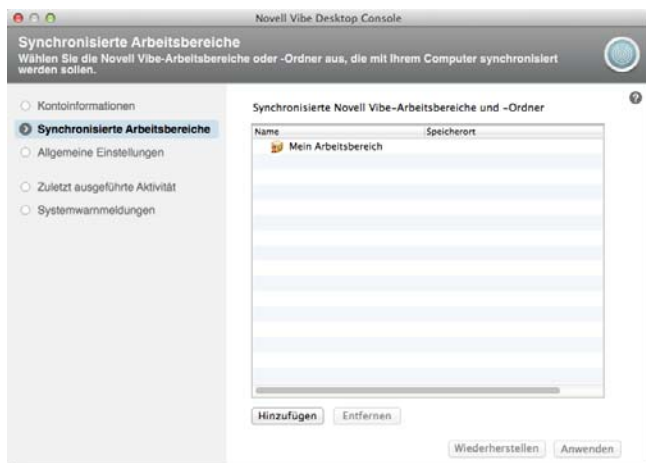 Novell Vibe Desktop Console
Synchronisierte Arbeitsbereiche
Wählen Sie die Novell Vibe-Arbeitsbereiche oder -Ordner aus, die mit Ihrem Computer synchronisiert
werden sollen.
Kontoinformationen
Synchronisierte Arbeitsbereiche
Allgemeine Einstellungen
Zuletzt ausgeführte Aktivität
Systemwarnmeldungen
Synchronisierte Novell Vibe-Arbeitsbereiche und -Ordner
?
Name Speicherort
Mein Arbeitsbereich
Hinzufügen Entfernen
Wiederherstellen Anwenden